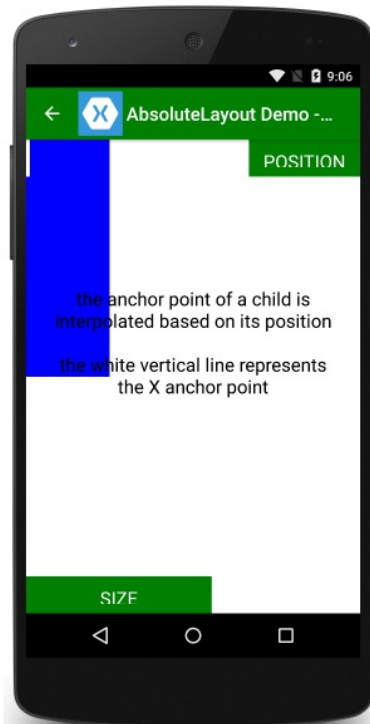 9:06
AbsoluteLayout Demo -...
POSITION
the anchor point of a child is
interpolated based on its position
the white vertical line represents
the X anchor point
SIZE